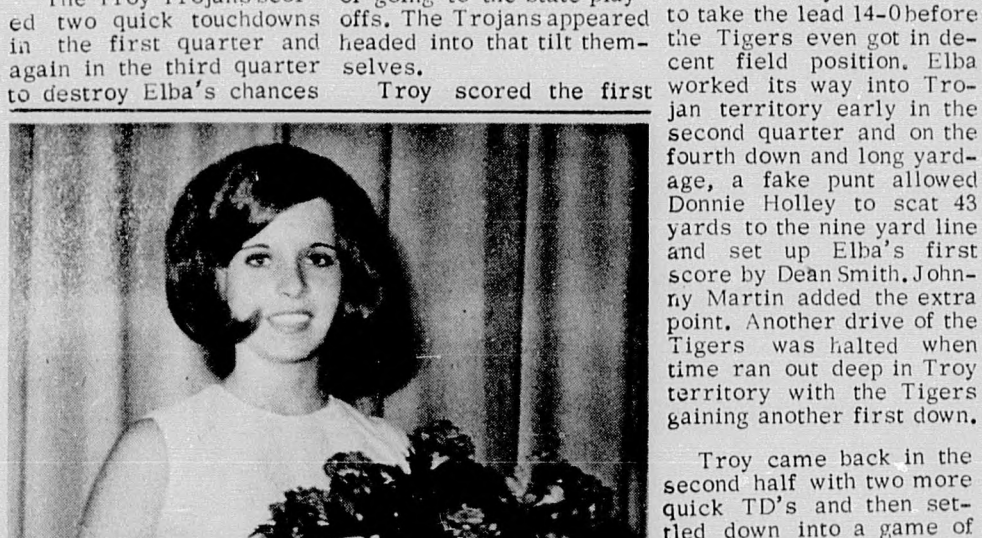 ed two quick touchdowns
in the first quarter and
again in the third quarter
to destroy Elba's chances
offs. The Trojans appeared
headed into that tilt them-
selves.
Troy scored the first
to take the lead 14-0 before
the Tigers even got in de-
cent field position. Elba
worked its way into Tro-
jan territory early in the
second quarter and on the
fourth down and long yard-
age, a fake punt allowed
Donnie Holley to scat 43
yards to the nine yard line
and set up Elba's first
score by Dean Smith. John-
ny Martin added the extra
point. Another drive of the
Tigers was halted when
time ran out deep in Troy
territory with the Tigers
gaining another first down.
Troy came back in the
second half with two more
quick TD's and then set-
tled down into a game of